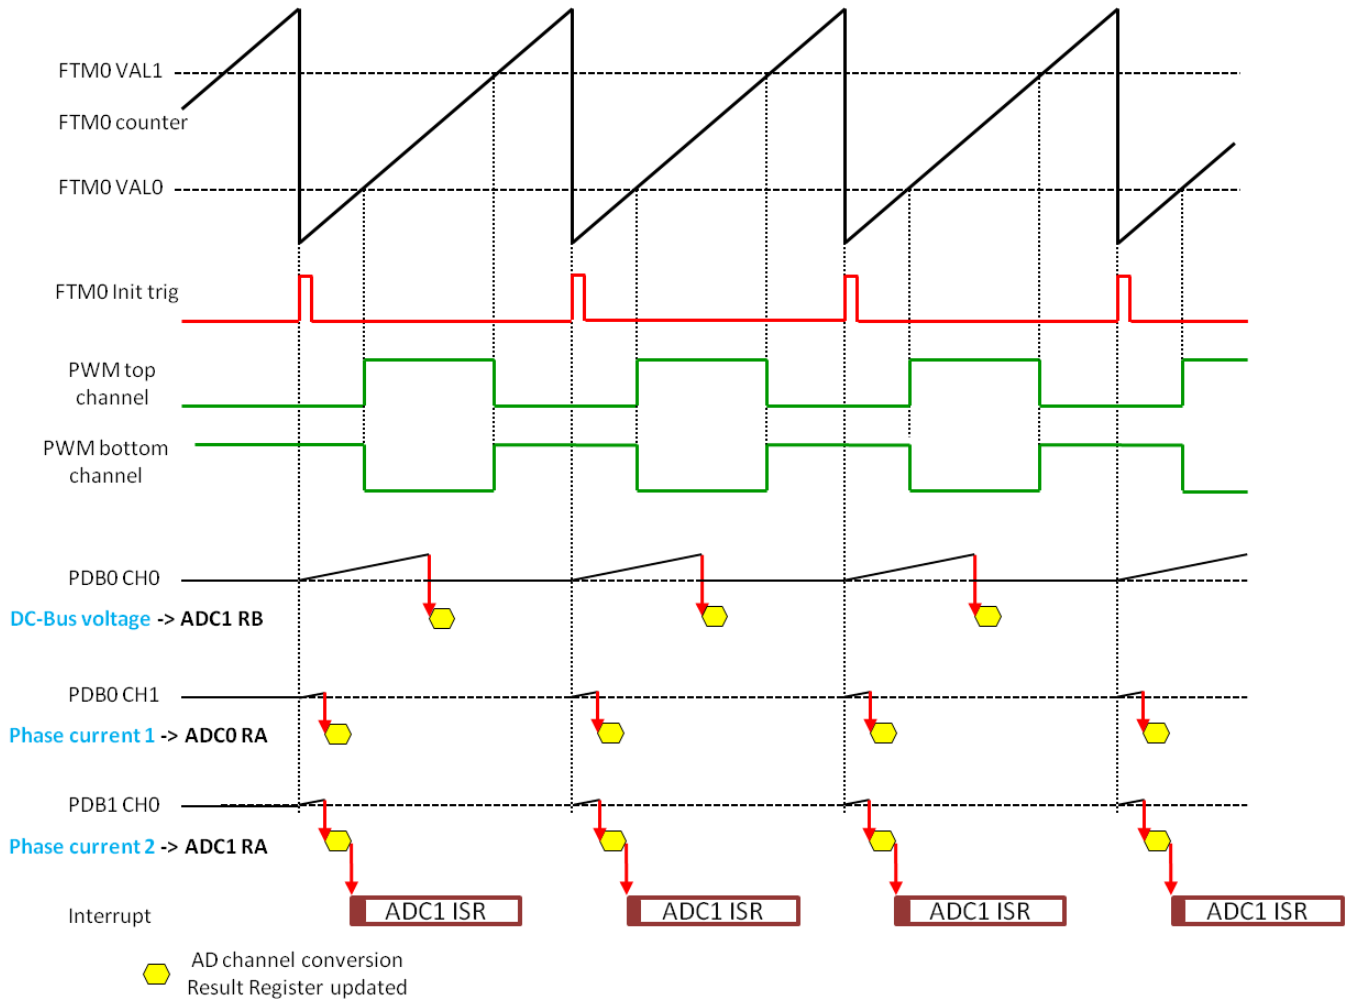 FTM0 VAL1
FTM0 counter
FTM0 VAL0
FTM0 Init trig
PWM top
channel
PWM bottom
channel
PDB0 CH0
DC-Bus voltage -> ADC1 RB
PDB0 CH1
Phase current 1 -> ADC0 RA
PDB1 CH0
Phase current 2 -> ADC1 RA
Interrupt
ADC1 ISR
ADC1 ISR
ADC1 ISR
ADC1 ISR
AD channel conversion
Result Register updated